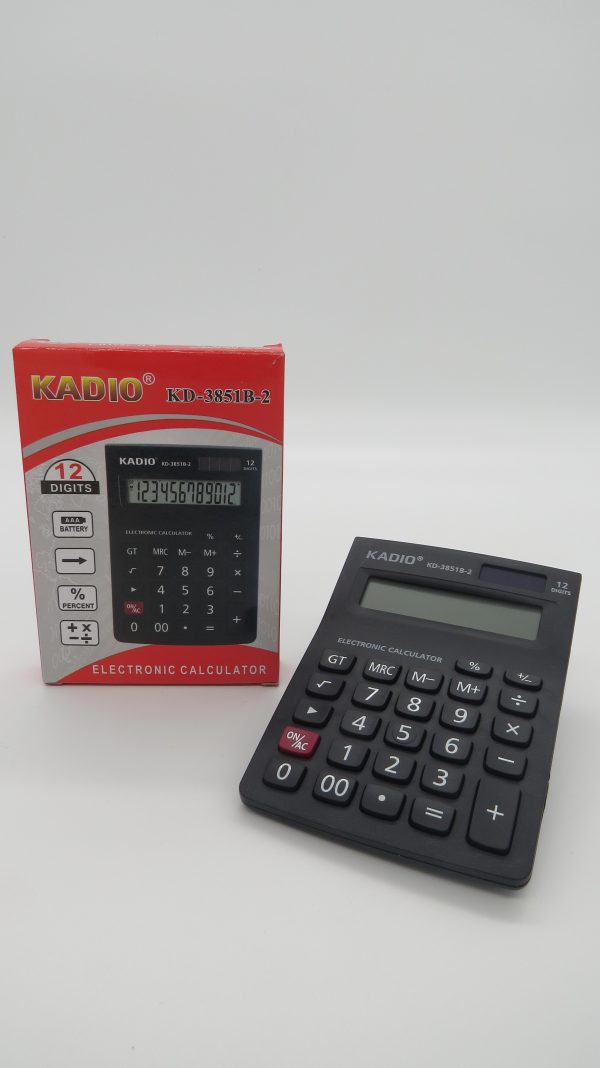 KADIO® KD-3851B-2
12
DIGITS
AAA
BATTERY
%
PERCENT
+ ×
− ÷
KADIO KD-3851B-2 12
DIGITS
123456789012
ELECTRONIC CALCULATOR % +/−
GT MRC M− M+ ÷
√ 7 8 9 ×
▶ 4 5 6 −
ON/AC 1 2 3 +
0 00 • =
ELECTRONIC CALCULATOR
KADIO® KD-3851B-2 12
DIGITS
ELECTRONIC CALCULATOR % +/−
GT MRC M− M+ ÷
√ 7 8 9 ×
▶ 4 5 6 −
ON/AC 1 2 3 +
0 00 • =